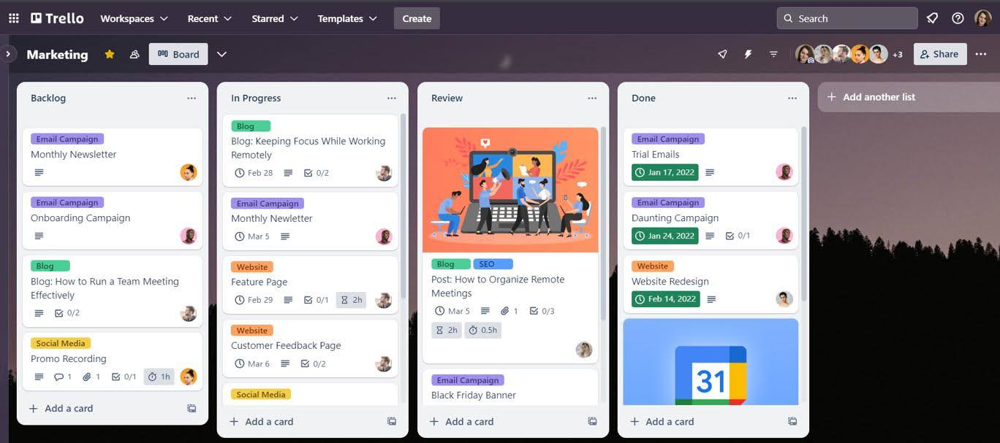 Trello
Workspaces
Recent
Starred
Templates
Create
Search
Marketing
Board
+3
Share
Backlog
Email Campaign
Monthly Newsletter
Email Campaign
Onboarding Campaign
Blog
Blog: How to Run a Team Meeting
Effectively
0/2
Social Media
Promo Recording
1 1 0/1 1h
+ Add a card
In Progress
Blog
Blog: Keeping Focus While Working
Remotely
Feb 28 0/2
Email Campaign
Monthly Newletter
Mar 5
Website
Feature Page
Feb 29 0/1 2h
Website
Customer Feedback Page
Mar 6 0/2
Social Media
+ Add a card
Review
Blog SEO
Post: How to Organize Remote
Meetings
Mar 5 1 0/3
2h 0.5h
Email Campaign
Black Friday Banner
+ Add a card
Done
Email Campaign
Trial Emails
Jan 17, 2022
Email Campaign
Daunting Campaign
Jan 24, 2022 0/1
Website
Website Redesign
Feb 14, 2022
31
+ Add a card
+ Add another list